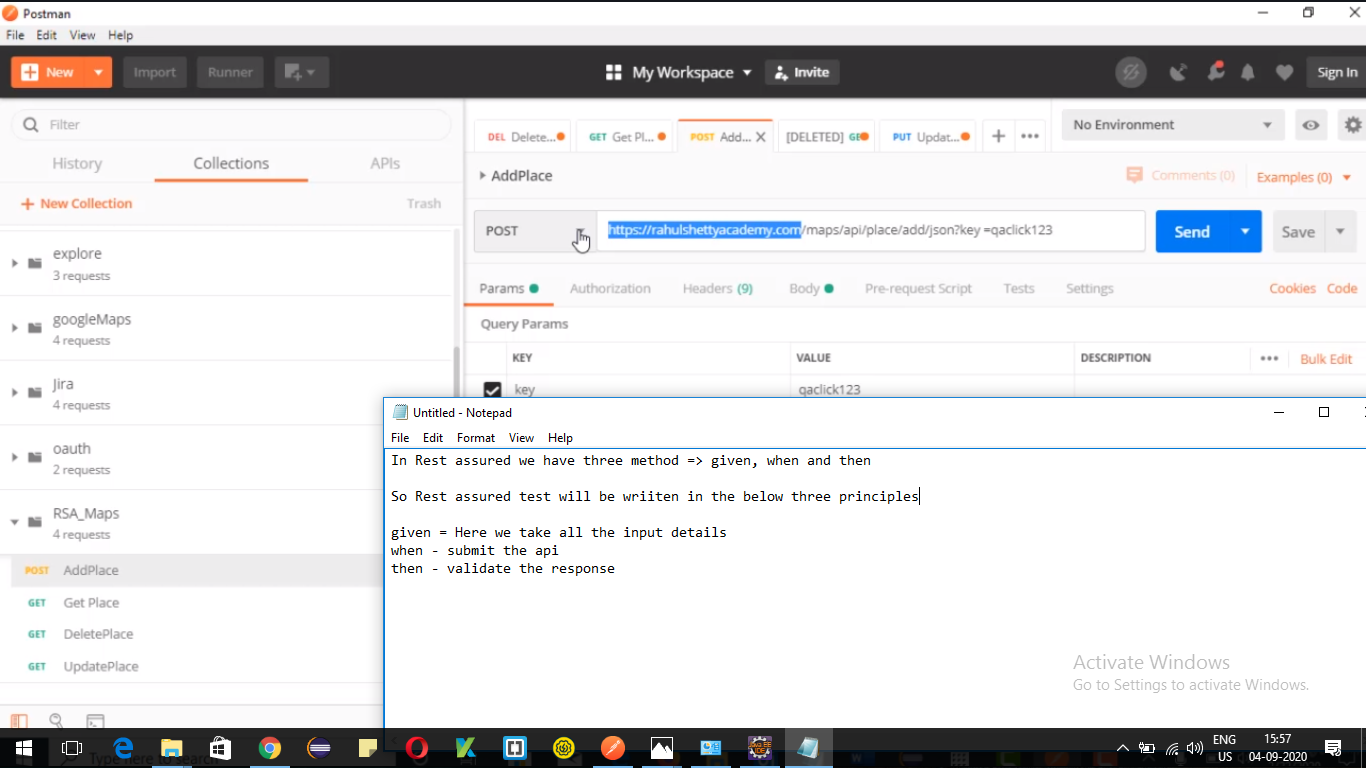 Postman
File Edit View Help
New Import Runner My Workspace Invite Sign In
Filter
History Collections APIs
New Collection Trash
explore
3 requests
googleMaps
4 requests
Jira
4 requests
oauth
2 requests
RSA_Maps
4 requests
POST AddPlace
GET Get Place
GET DeletePlace
GET UpdatePlace
DEL Delete... GET Get Pl... POST Add... [DELETED] GE PUT Updat...
No Environment
AddPlace Comments (0) Examples (0)
POST https://rahulshettyacademy.com/maps/api/place/add/json?key =qaclick123 Send Save
Params Authorization Headers (9) Body Pre-request Script Tests Settings Cookies Code
Query Params
KEY VALUE DESCRIPTION Bulk Edit
key qaclick123
Untitled - Notepad
File Edit Format View Help
In Rest assured we have three method => given, when and then
So Rest assured test will be wriiten in the below three principles
given = Here we take all the input details
when - submit the api
then - validate the response
Activate Windows
Go to Settings to activate Windows.
ENG
US
15:57
04-09-2020